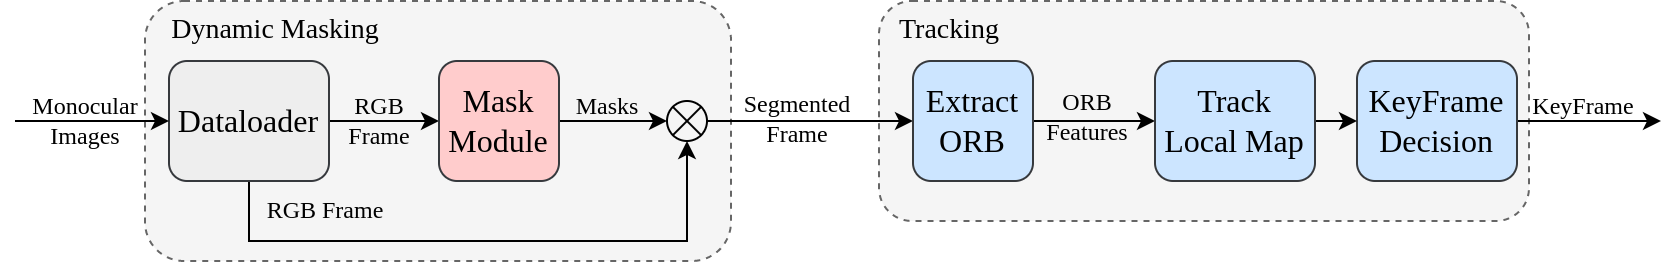 Dynamic Masking
Tracking
Monocular
Images
Dataloader
RGB
Frame
Mask
Module
Masks
Segmented
Frame
Extract
ORB
ORB
Features
Track
Local Map
KeyFrame
Decision
KeyFrame
RGB Frame